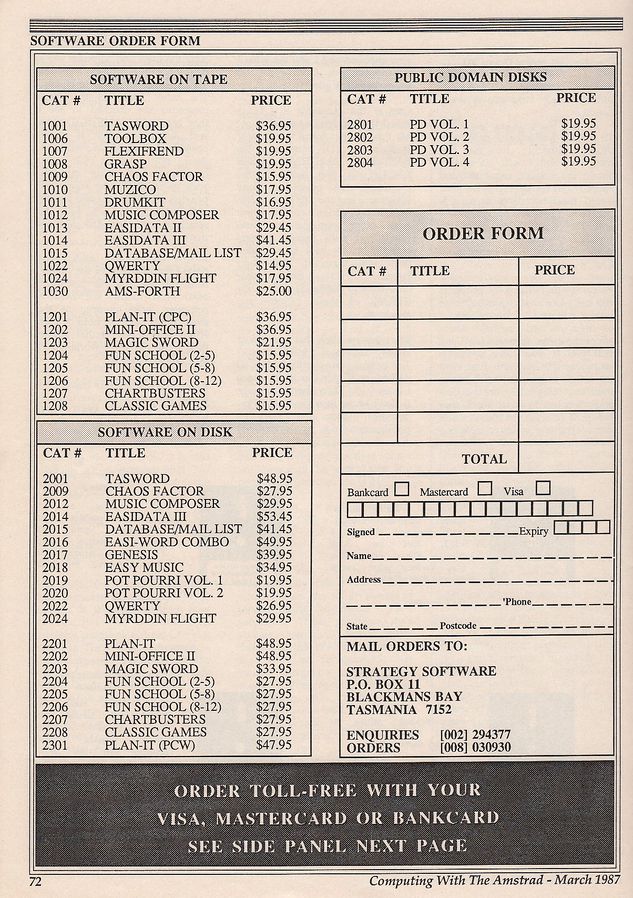 SOFTWARE ORDER FORM
SOFTWARE ON TAPE
CAT # TITLE PRICE
1001 TASWORD $36.95
1006 TOOLBOX $19.95
1007 FLEXIFREND $19.95
1008 GRASP $19.95
1009 CHAOS FACTOR $15.95
1010 MUZICO $17.95
1011 DRUMKIT $16.95
1012 MUSIC COMPOSER $17.95
1013 EASIDATA II $29.45
1014 EASIDATA III $41.45
1015 DATABASE/MAIL LIST $29.45
1022 QWERTY $14.95
1024 MYRDDIN FLIGHT $17.95
1030 AMS-FORTH $25.00
1201 PLAN-IT (CPC) $36.95
1202 MINI-OFFICE II $36.95
1203 MAGIC SWORD $21.95
1204 FUN SCHOOL (2-5) $15.95
1205 FUN SCHOOL (5-8) $15.95
1206 FUN SCHOOL (8-12) $15.95
1207 CHARTBUSTERS $15.95
1208 CLASSIC GAMES $15.95
SOFTWARE ON DISK
CAT # TITLE PRICE
2001 TASWORD $48.95
2009 CHAOS FACTOR $27.95
2012 MUSIC COMPOSER $29.95
2014 EASIDATA III $53.45
2015 DATABASE/MAIL LIST $41.45
2016 EASI-WORD COMBO $49.95
2017 GENESIS $39.95
2018 EASY MUSIC $34.95
2019 POT POURRI VOL. 1 $19.95
2020 POT POURRI VOL. 2 $19.95
2022 QWERTY $26.95
2024 MYRDDIN FLIGHT $29.95
2201 PLAN-IT $48.95
2202 MINI-OFFICE II $48.95
2203 MAGIC SWORD $33.95
2204 FUN SCHOOL (2-5) $27.95
2205 FUN SCHOOL (5-8) $27.95
2206 FUN SCHOOL (8-12) $27.95
2207 CHARTBUSTERS $27.95
2208 CLASSIC GAMES $27.95
2301 PLAN-IT (PCW) $47.95
PUBLIC DOMAIN DISKS
CAT # TITLE PRICE
2801 PD VOL. 1 $19.95
2802 PD VOL. 2 $19.95
2803 PD VOL. 3 $19.95
2804 PD VOL. 4 $19.95
ORDER FORM
CAT # TITLE PRICE
TOTAL
Bankcard Mastercard Visa
Signed Expiry
Name
Address
'Phone
State Postcode
MAIL ORDERS TO:
STRATEGY SOFTWARE
P.O. BOX 11
BLACKMANS BAY
TASMANIA 7152
ENQUIRIES [002] 294377
ORDERS [008] 030930
ORDER TOLL-FREE WITH YOUR
VISA, MASTERCARD OR BANKCARD
SEE SIDE PANEL NEXT PAGE
72 Computing With The Amstrad - March 1987